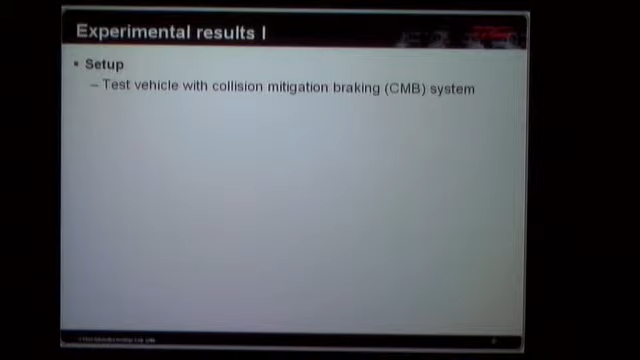 Experimental results I
▪ Setup
– Test vehicle with collision mitigation braking (CMB) system